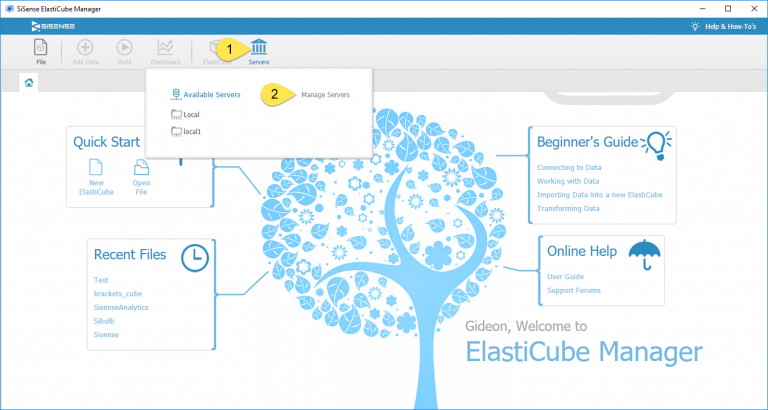 SiSense ElastiCube Manager
SISENSE
Help & How-To's
File
Add Data
Build
Dashboard
ElastiCube
Servers
1
Available Servers
2
Manage Servers
Local
local1
Quick Start
New
ElastiCube
Open
File
Beginner's Guide
Connecting to Data
Working with Data
Importing Data into a new ElastiCube
Transforming Data
Recent Files
Test
brackets_cube
SisenseAnalytics
Sibulb
Sisense
Online Help
User Guide
Support Forums
Gideon, Welcome to
ElastiCube Manager